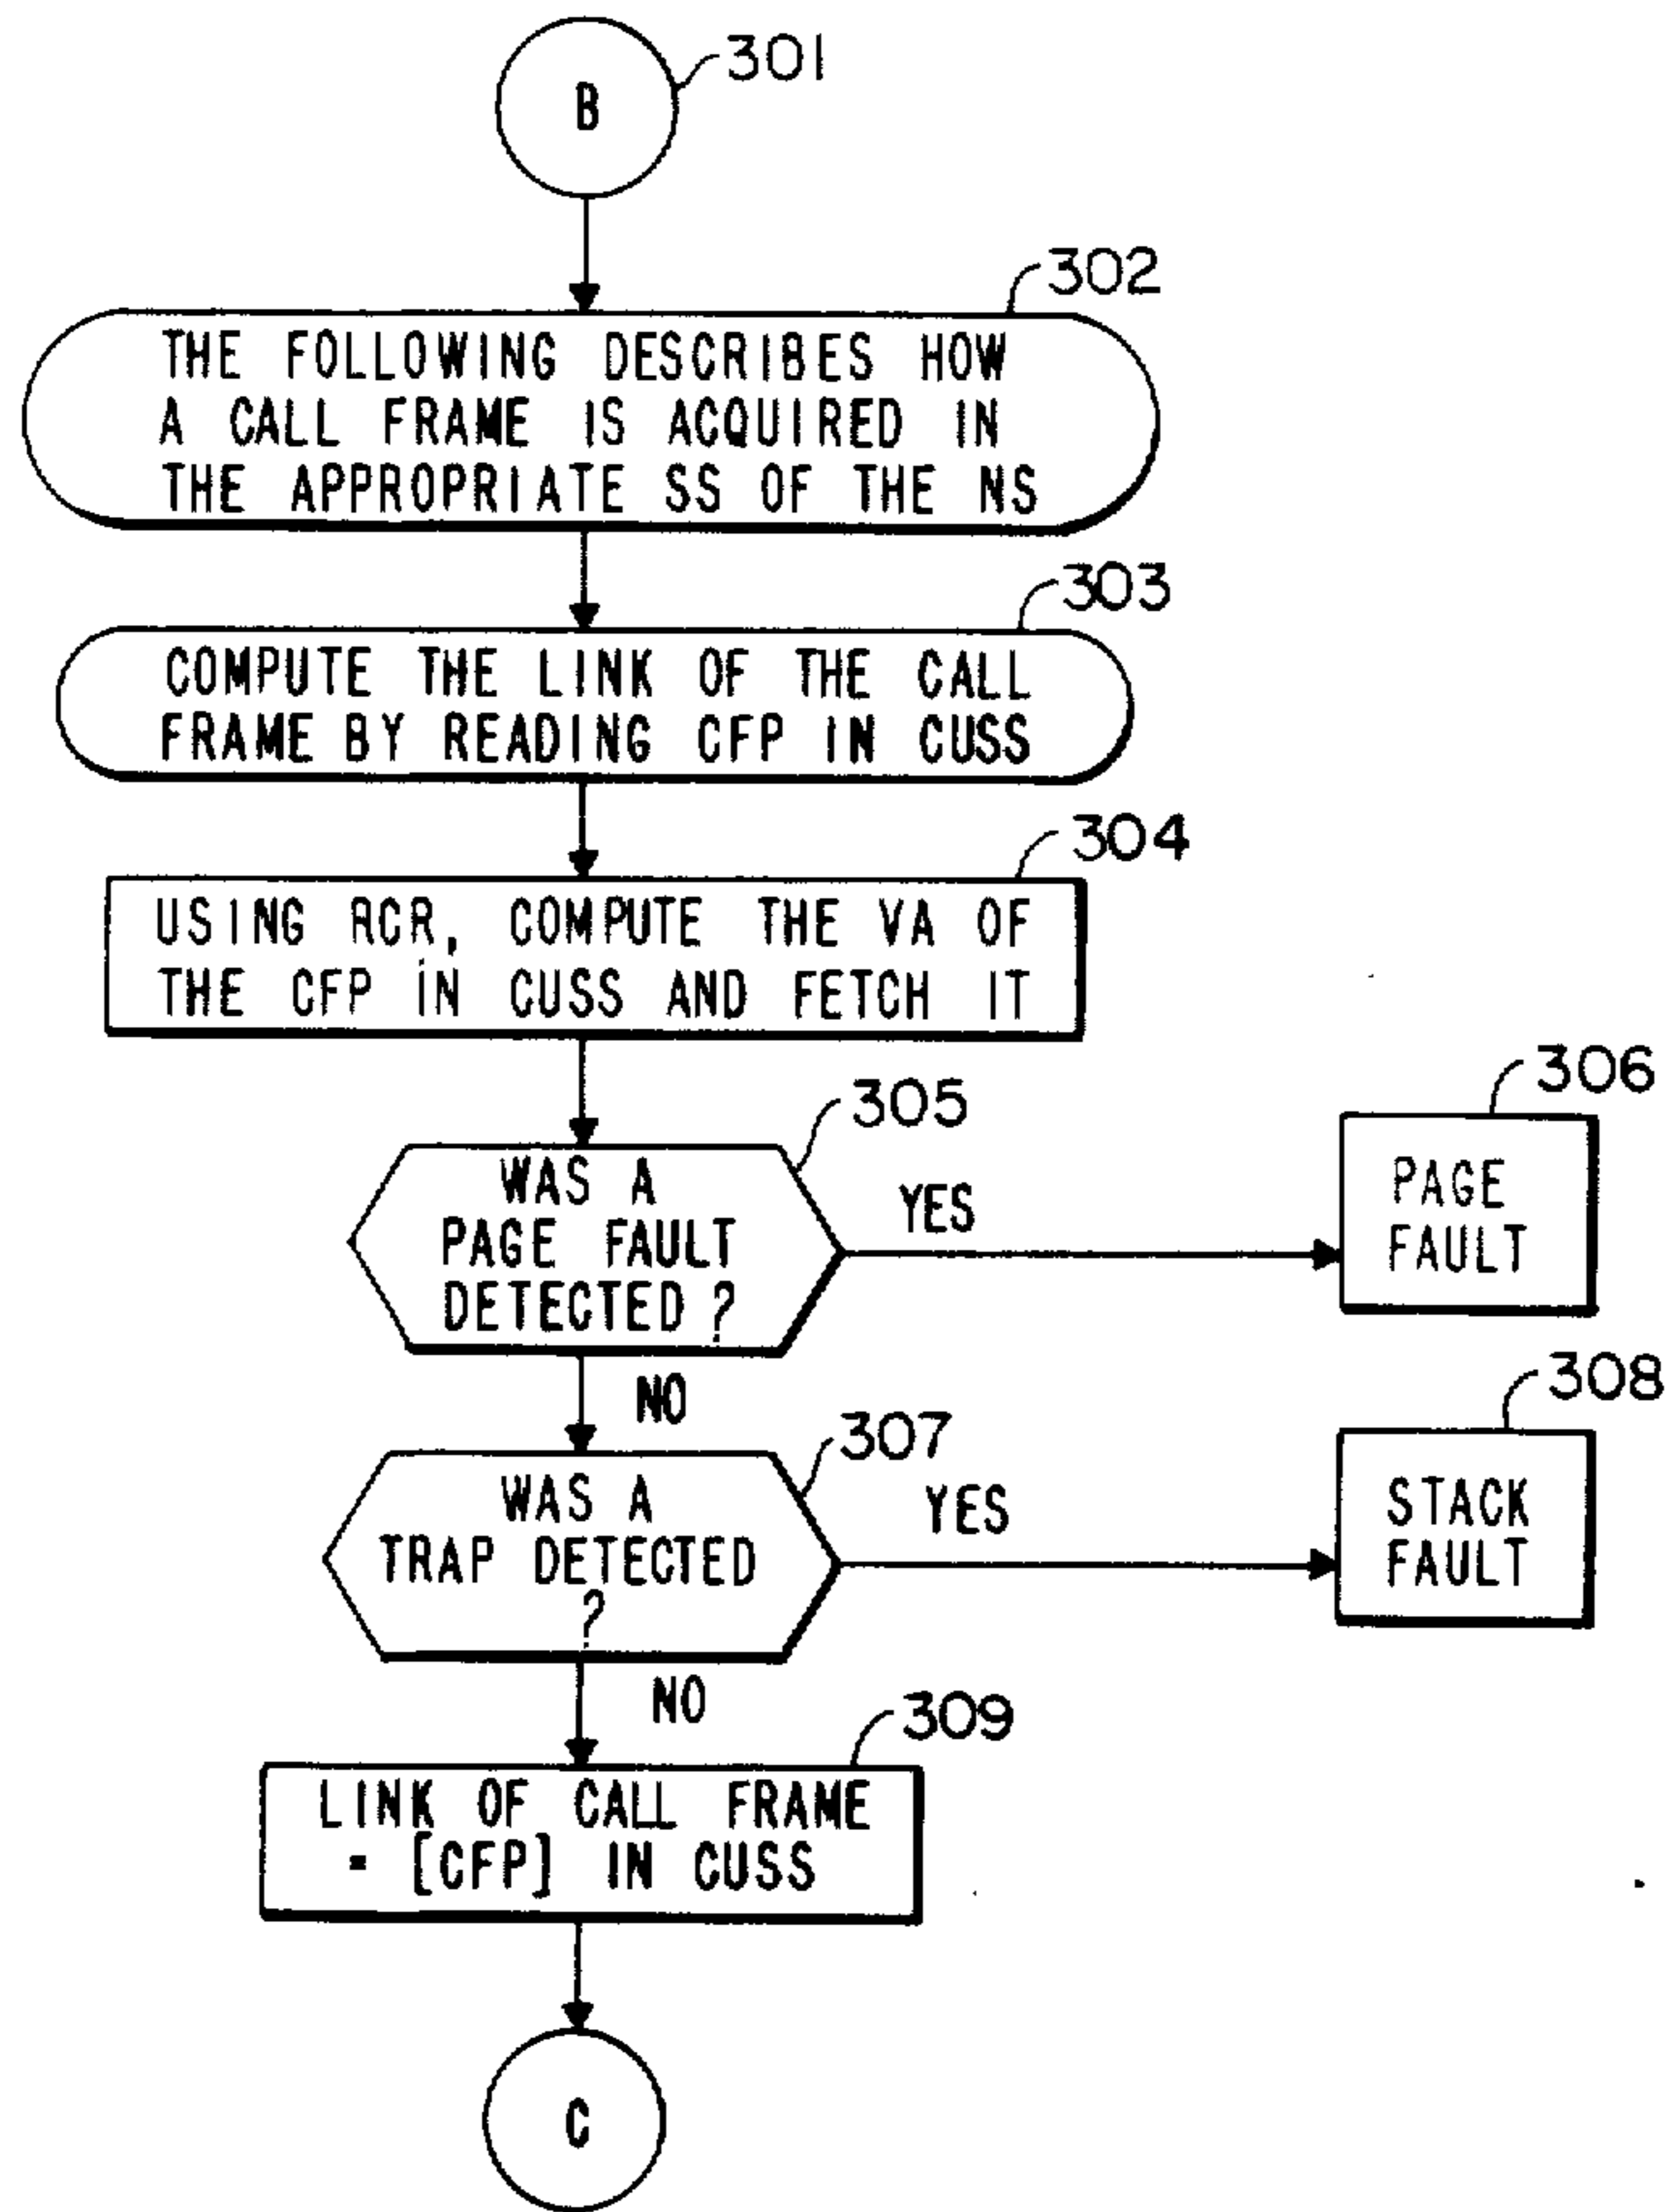 B
301
302
THE FOLLOWING DESCRIBES HOW
A CALL FRAME IS ACQUIRED IN
THE APPROPRIATE SS OF THE NS
303
COMPUTE THE LINK OF THE CALL
FRAME BY READING CFP IN CUSS
304
USING RCR, COMPUTE THE VA OF
THE CFP IN CUSS AND FETCH IT
305
WAS A
PAGE FAULT
DETECTED ?
YES
306
PAGE
FAULT
NO
307
WAS A
TRAP DETECTED
?
YES
308
STACK
FAULT
NO
309
LINK OF CALL FRAME
= [CFP] IN CUSS
C